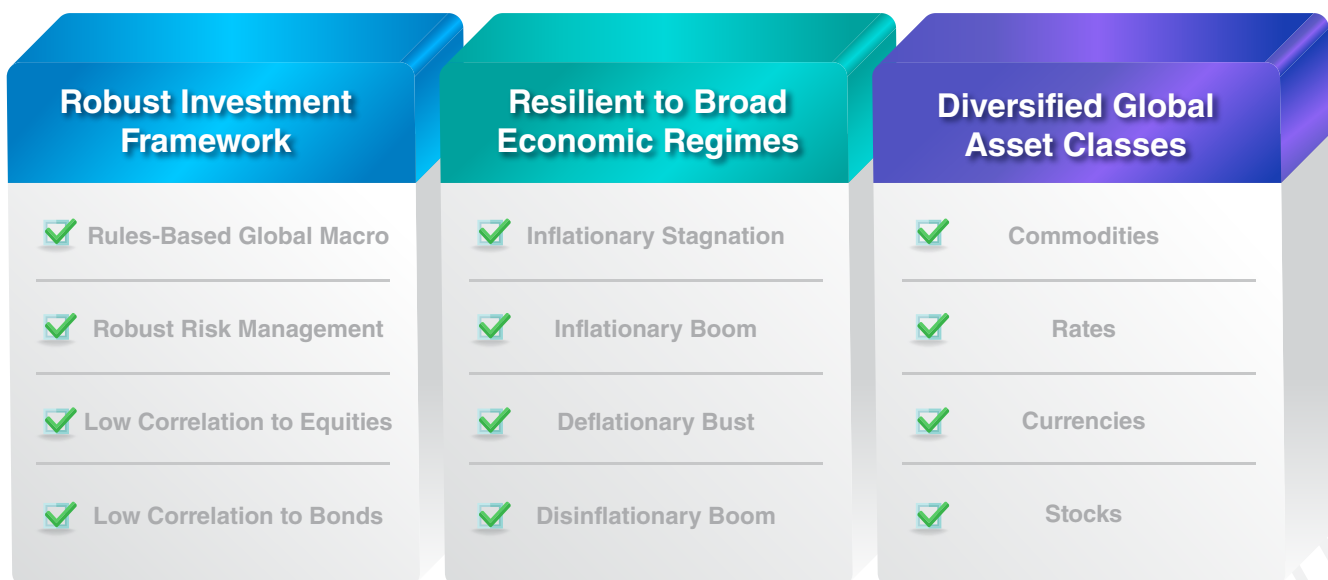 Robust Investment
Framework
Rules-Based Global Macro
Robust Risk Management
Low Correlation to Equities
Low Correlation to Bonds
Resilient to Broad
Economic Regimes
Inflationary Stagnation
Inflationary Boom
Deflationary Bust
Disinflationary Boom
Diversified Global
Asset Classes
Commodities
Rates
Currencies
Stocks